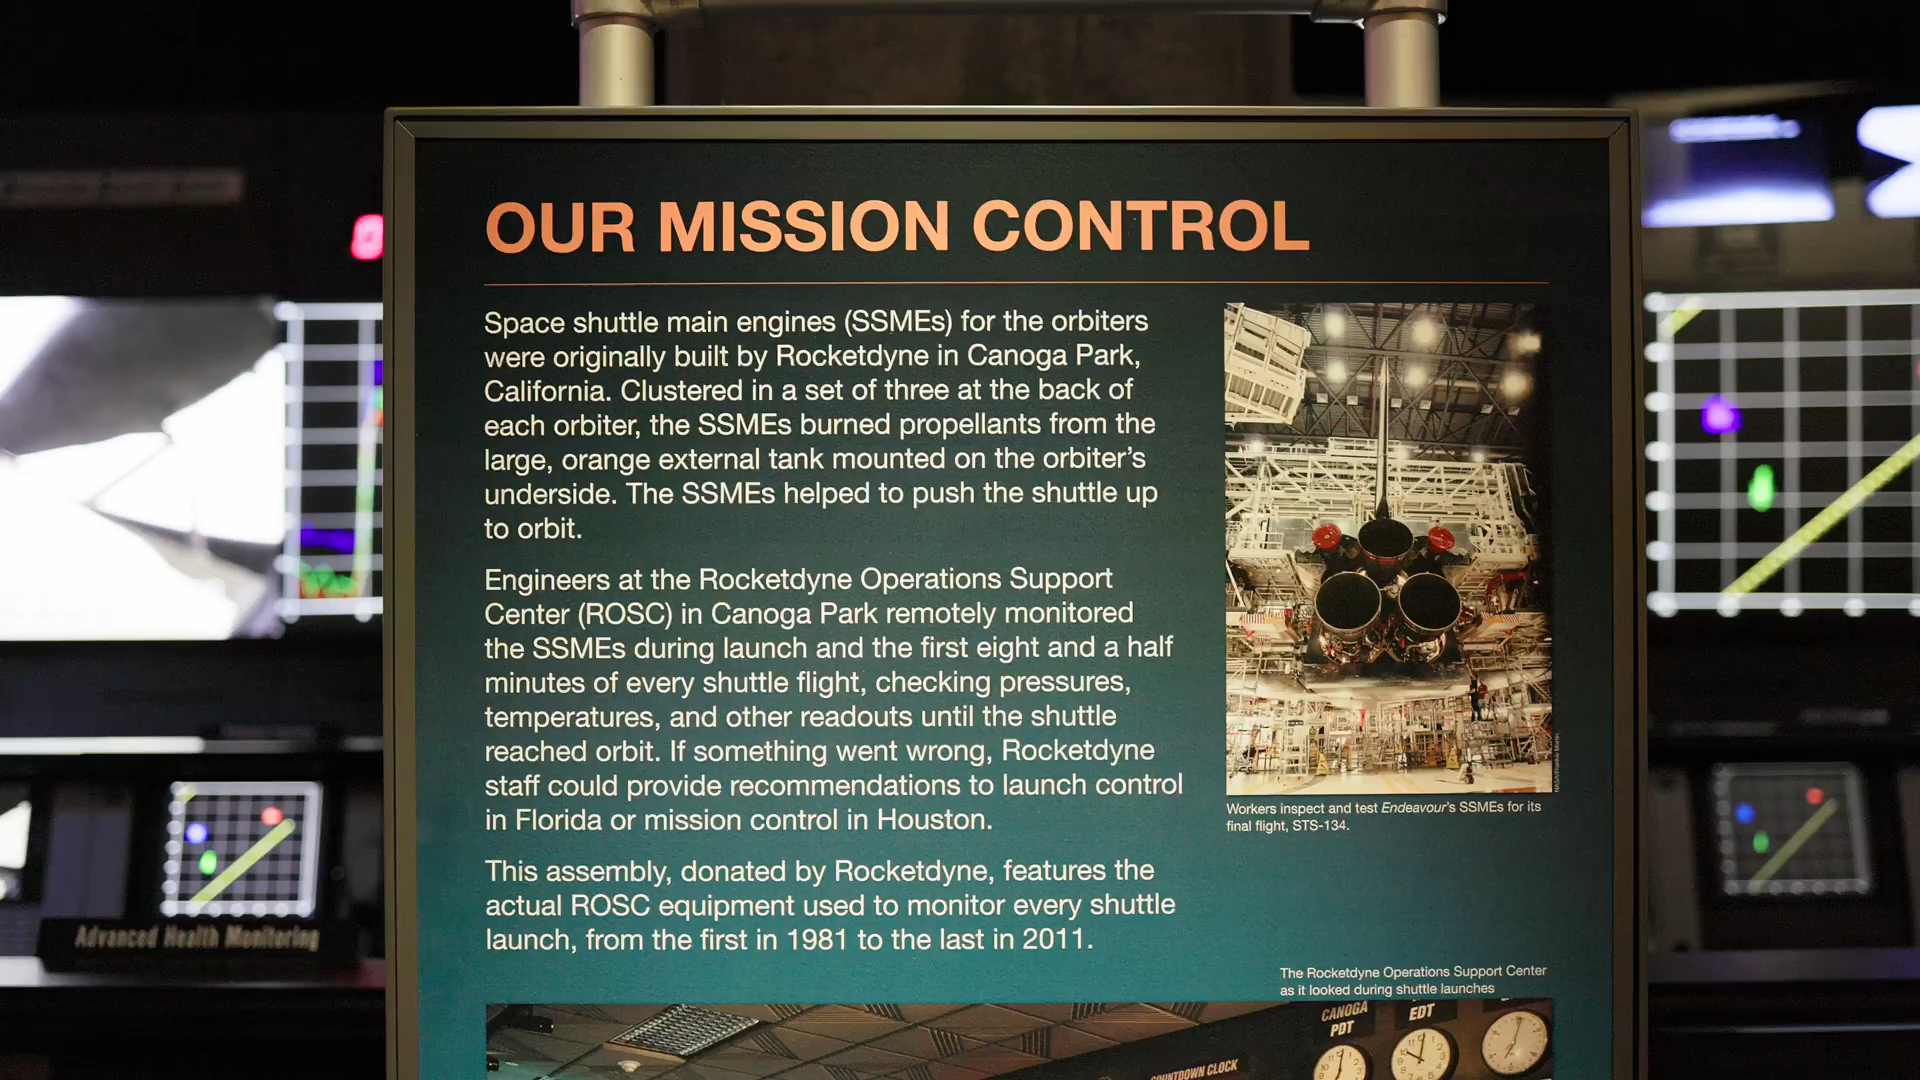 OUR MISSION CONTROL
Space shuttle main engines (SSMEs) for the orbiters
were originally built by Rocketdyne in Canoga Park,
California. Clustered in a set of three at the back of
each orbiter, the SSMEs burned propellants from the
large, orange external tank mounted on the orbiter's
underside. The SSMEs helped to push the shuttle up
to orbit.
Engineers at the Rocketdyne Operations Support
Center (ROSC) in Canoga Park remotely monitored
the SSMEs during launch and the first eight and a half
minutes of every shuttle flight, checking pressures,
temperatures, and other readouts until the shuttle
reached orbit. If something went wrong, Rocketdyne
staff could provide recommendations to launch control
in Florida or mission control in Houston.
This assembly, donated by Rocketdyne, features the
actual ROSC equipment used to monitor every shuttle
launch, from the first in 1981 to the last in 2011.
Workers inspect and test Endeavour's SSMEs for its
final flight, STS-134.
The Rocketdyne Operations Support Center
as it looked during shuttle launches
CANOGA
PDT
EDT
COUNTDOWN CLOCK
Advanced Health Monitoring